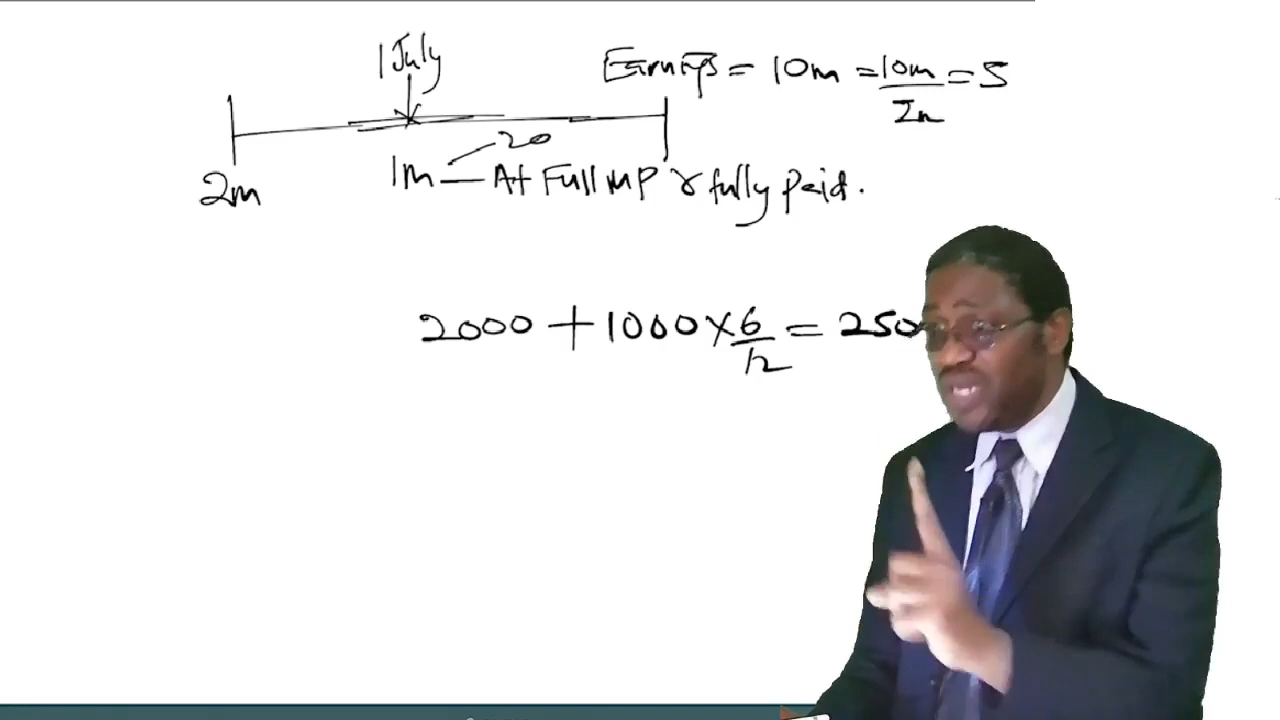 1 July
Earnings = 10m = 10m/2m = 5
20
2m
1m — At Full MP & fully paid.
2000 + 1000 × 6/12 = 250